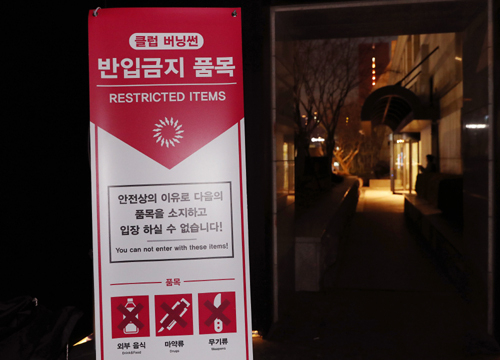 클럽 버닝썬
반입금지 품목
RESTRICTED ITEMS
안전상의 이유로 다음의
품목을 소지하고
입장 하실 수 없습니다!
You can not enter with these items!
품목
외부 음식 마약류 무기류
Drugs Weapons